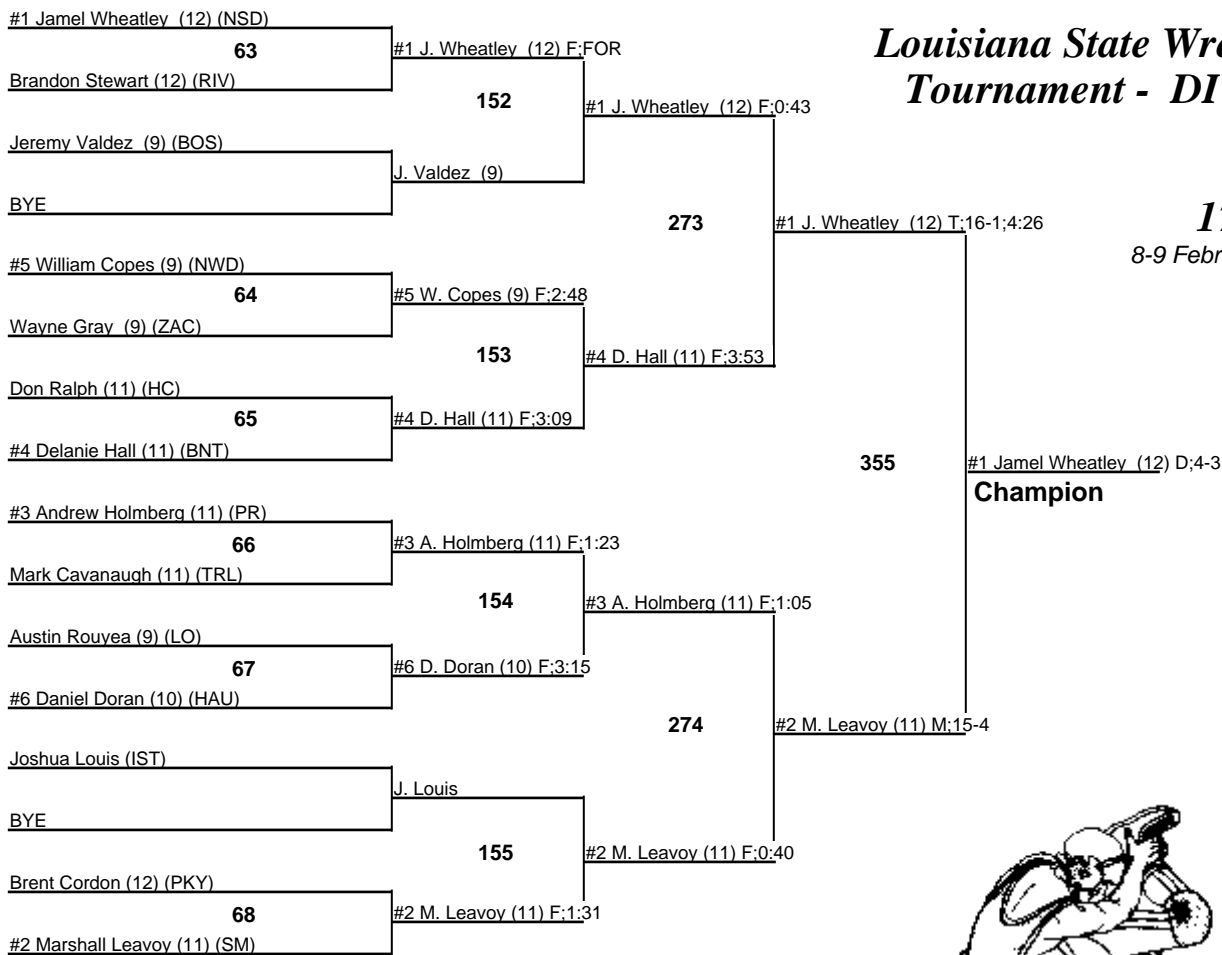 #1 Jamel Wheatley (12) (NSD)
63
Brandon Stewart (12) (RIV)
Jeremy Valdez (9) (BOS)
BYE
#5 William Copes (9) (NWD)
64
Wayne Gray (9) (ZAC)
Don Ralph (11) (HC)
65
#4 Delanie Hall (11) (BNT)
#3 Andrew Holmberg (11) (PR)
66
Mark Cavanaugh (11) (TRL)
Austin Rouyea (9) (LO)
67
#6 Daniel Doran (10) (HAU)
Joshua Louis (IST)
BYE
Brent Cordon (12) (PKY)
68
#2 Marshall Leavoy (11) (SM)
#1 J. Wheatley (12) F;FOR
152
J. Valdez (9)
#5 W. Copes (9) F;2:48
153
#4 D. Hall (11) F;3:09
#3 A. Holmberg (11) F;1:23
154
#6 D. Doran (10) F;3:15
J. Louis
155
#2 M. Leavoy (11) F;1:31
#1 J. Wheatley (12) F;0:43
273
#4 D. Hall (11) F;3:53
#3 A. Holmberg (11) F;1:05
274
#2 M. Leavoy (11) F;0:40
#1 J. Wheatley (12) T;16-1;4:26
355
#2 M. Leavoy (11) M;15-4
#1 Jamel Wheatley (12) D;4-3
Champion
Louisiana State
Tournament - DI
8-9